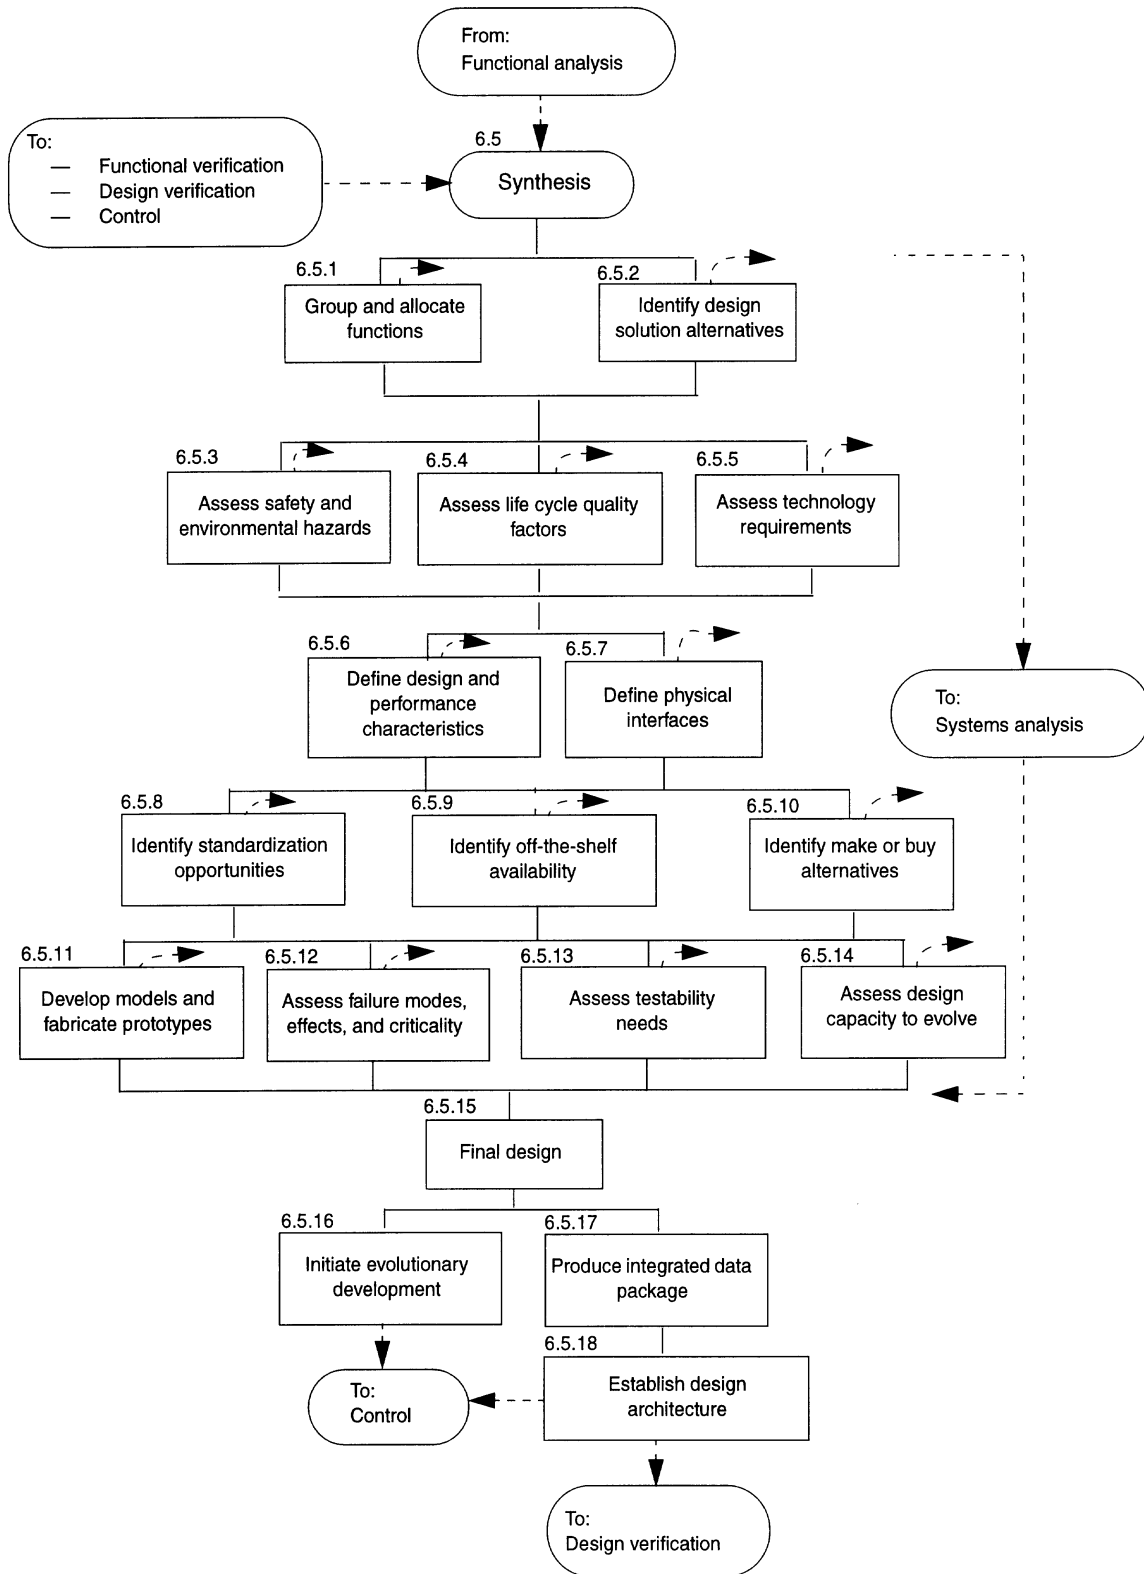 From:
Functional analysis
To:
— Functional verification
— Design verification
— Control
6.5
Synthesis
6.5.1
Group and allocate
functions
6.5.2
Identify design
solution alternatives
6.5.3
Assess safety and
environmental hazards
6.5.4
Assess life cycle quality
factors
6.5.5
Assess technology
requirements
6.5.6
Define design and
performance
characteristics
6.5.7
Define physical
interfaces
To:
Systems analysis
6.5.8
Identify standardization
opportunities
6.5.9
Identify off-the-shelf
availability
6.5.10
Identify make or buy
alternatives
6.5.11
Develop models and
fabricate prototypes
6.5.12
Assess failure modes,
effects, and criticality
6.5.13
Assess testability
needs
6.5.14
Assess design
capacity to evolve
6.5.15
Final design
6.5.16
Initiate evolutionary
development
6.5.17
Produce integrated data
package
6.5.18
Establish design
architecture
To:
Control
To:
Design verification